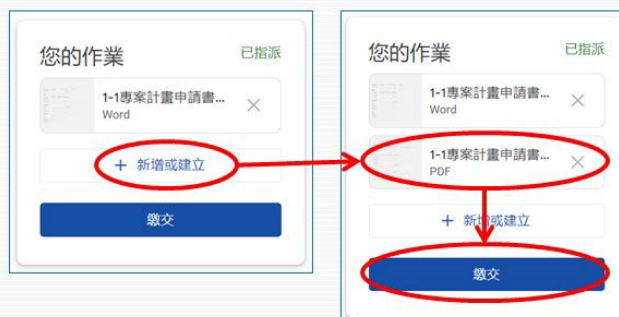 您的作業
已指派
1-1專案計畫申請書...
Word
+ 新增或建立
繳交
您的作業
已指派
1-1專案計畫申請書...
Word
1-1專案計畫申請書...
PDF
+ 新增或建立
繳交